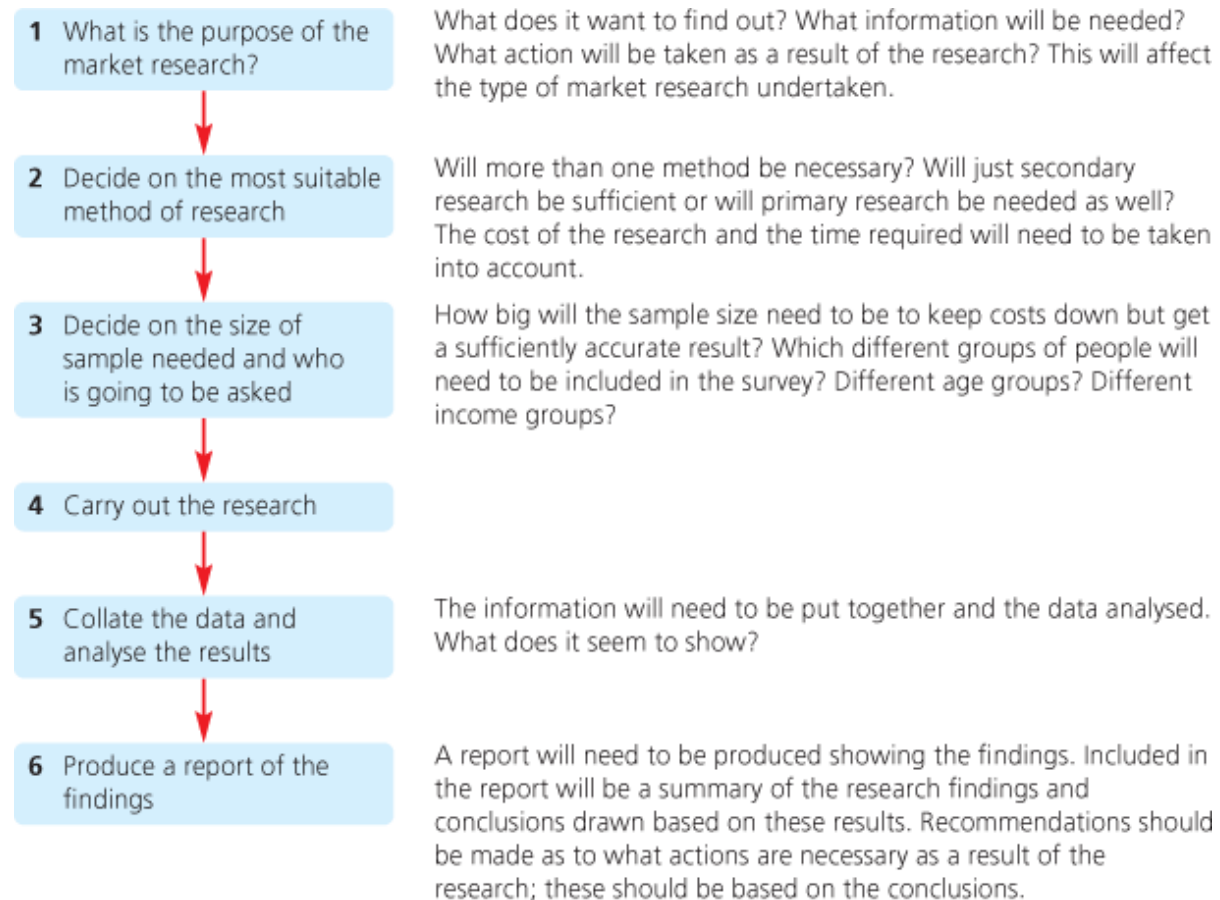 1 What is the purpose of the
market research?
What does it want to find out? What information will be needed?
What action will be taken as a result of the research? This will affect
the type of market research undertaken.
2 Decide on the most suitable
method of research
Will more than one method be necessary? Will just secondary
research be sufficient or will primary research be needed as well?
The cost of the research and the time required will need to be taken
into account.
3 Decide on the size of
sample needed and who
is going to be asked
How big will the sample size need to be to keep costs down but get
a sufficiently accurate result? Which different groups of people will
need to be included in the survey? Different age groups? Different
income groups?
4 Carry out the research
5 Collate the data and
analyse the results
The information will need to be put together and the data analysed.
What does it seem to show?
6 Produce a report of the
findings
A report will need to be produced showing the findings. Included in
the report will be a summary of the research findings and
conclusions drawn based on these results. Recommendations should
be made as to what actions are necessary as a result of the
research; these should be based on the conclusions.